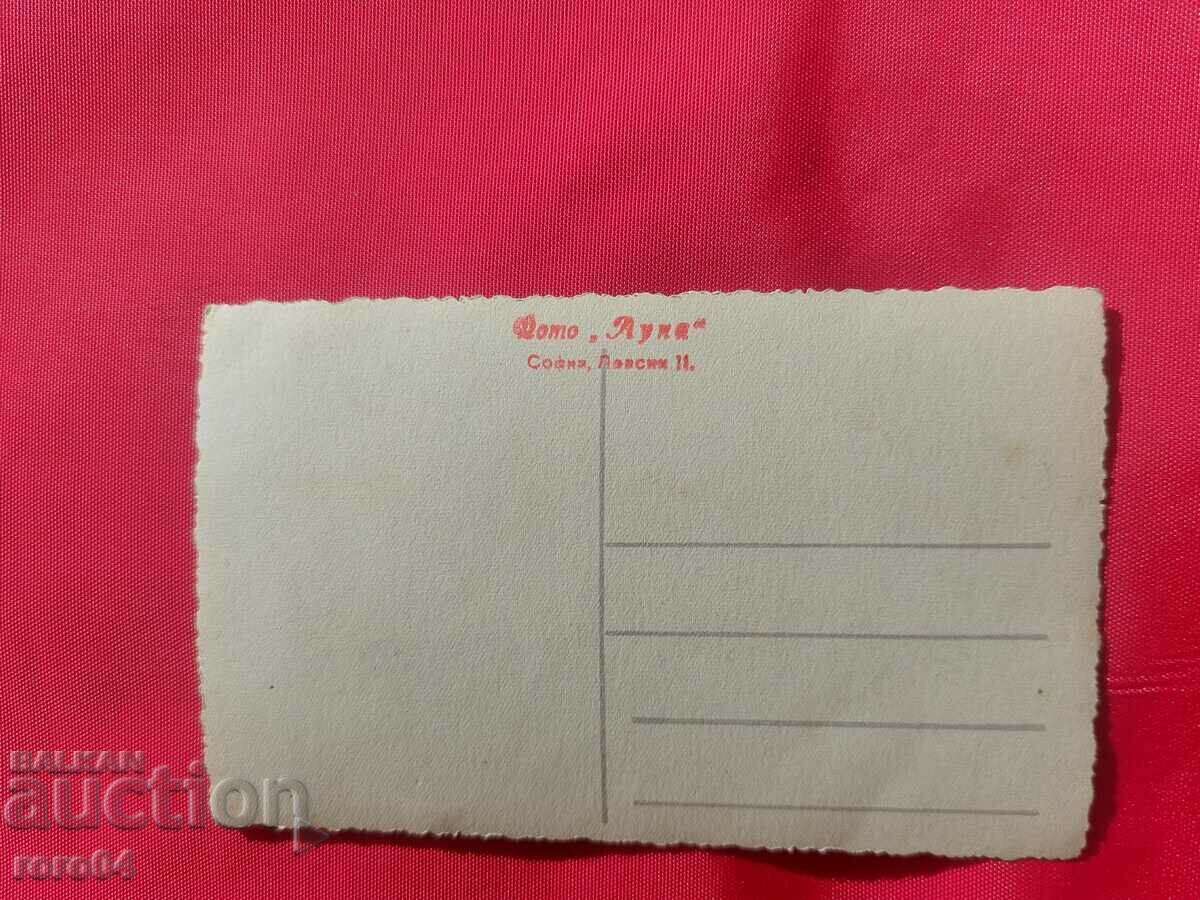 Фото „Луна“
София, Левски 11.
BALKAN
auction
roro04